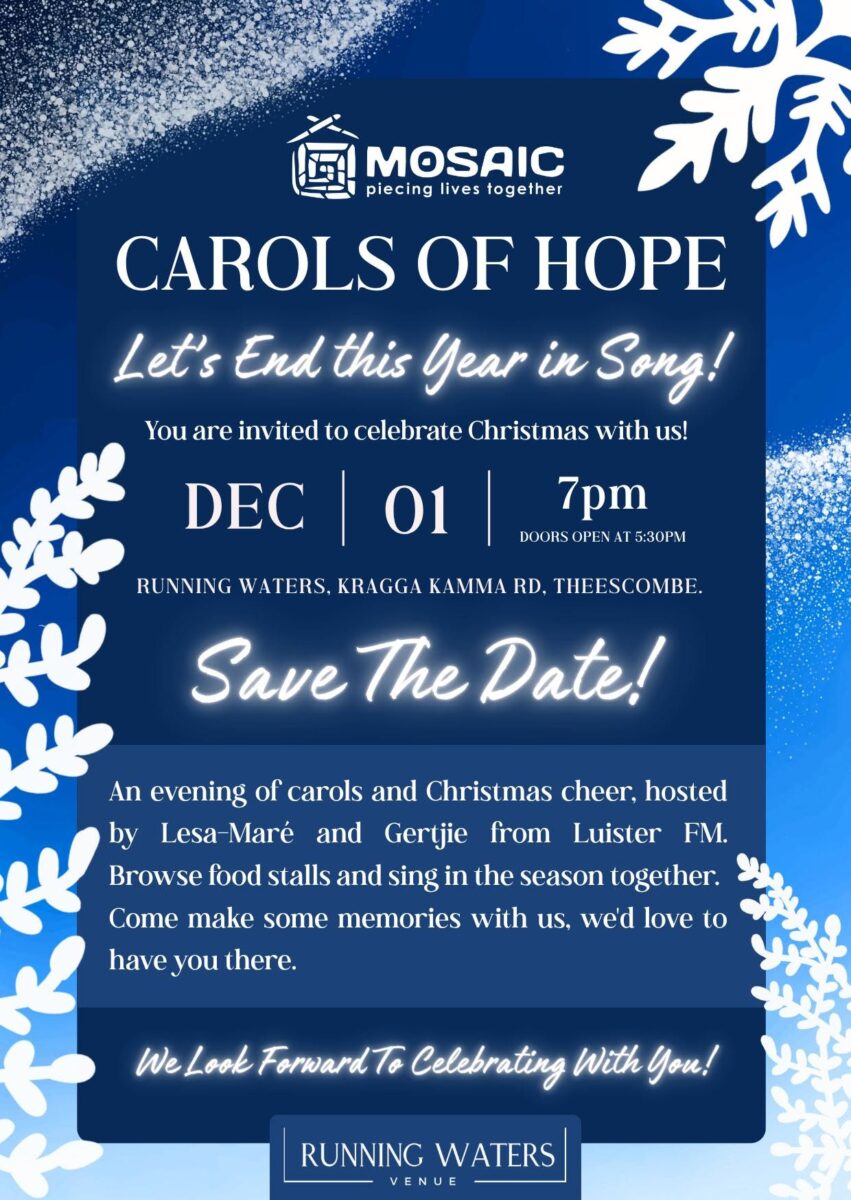 MOSAIC
piecing lives together
CAROLS OF HOPE
Let's End this Year in Song!
You are invited to celebrate Christmas with us!
DEC | 01 | 7pm
DOORS OPEN AT 5:30PM
RUNNING WATERS, KRAGGA KAMMA RD, THEESCOMBE.
Save The Date!
An evening of carols and Christmas cheer, hosted
by Lesa-Maré and Gertjie from Luister FM.
Browse food stalls and sing in the season together.
Come make some memories with us, we'd love to
have you there.
We Look Forward To Celebrating With You!
RUNNING WATERS
VENUE